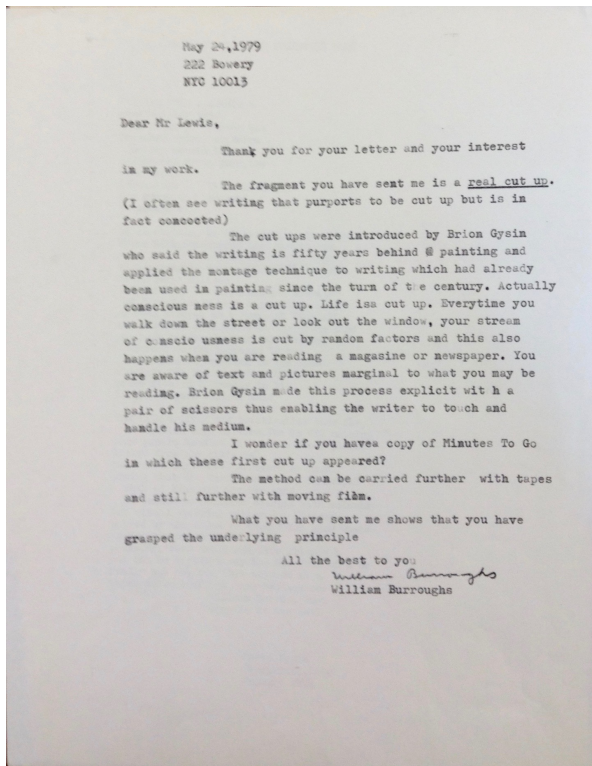 May 24,1979
222 Bowery
NYC 10013
Dear Mr Lewis,
Thank you for your letter and your interest
in my work.
The fragment you have sent me is a real cut up.
(I often see writing that purports to be cut up but is in
fact concocted)
The cut ups were introduced by Brion Gysin
who said the writing is fifty years behind @ painting and
applied the montage technique to writing which had already
been used in painting since the turn of the century. Actually
conscious ness is a cut up. Life isa cut up. Everytime you
walk down the street or look out the window, your stream
of conscio usness is cut by random factors and this also
happens when you are reading a magasine or newspaper. You
are aware of text and pictures marginal to what you may be
reading. Brion Gysin made this process explicit wit h a
pair of scissors thus enabling the writer to touch and
handle his medium.
I wonder if you havea copy of Minutes To Go
in which these first cut up appeared?
The method can be carried further with tapes
and still further with moving film.
What you have sent me shows that you have
grasped the underlying principle
All the best to you
William Burroughs
William Burroughs